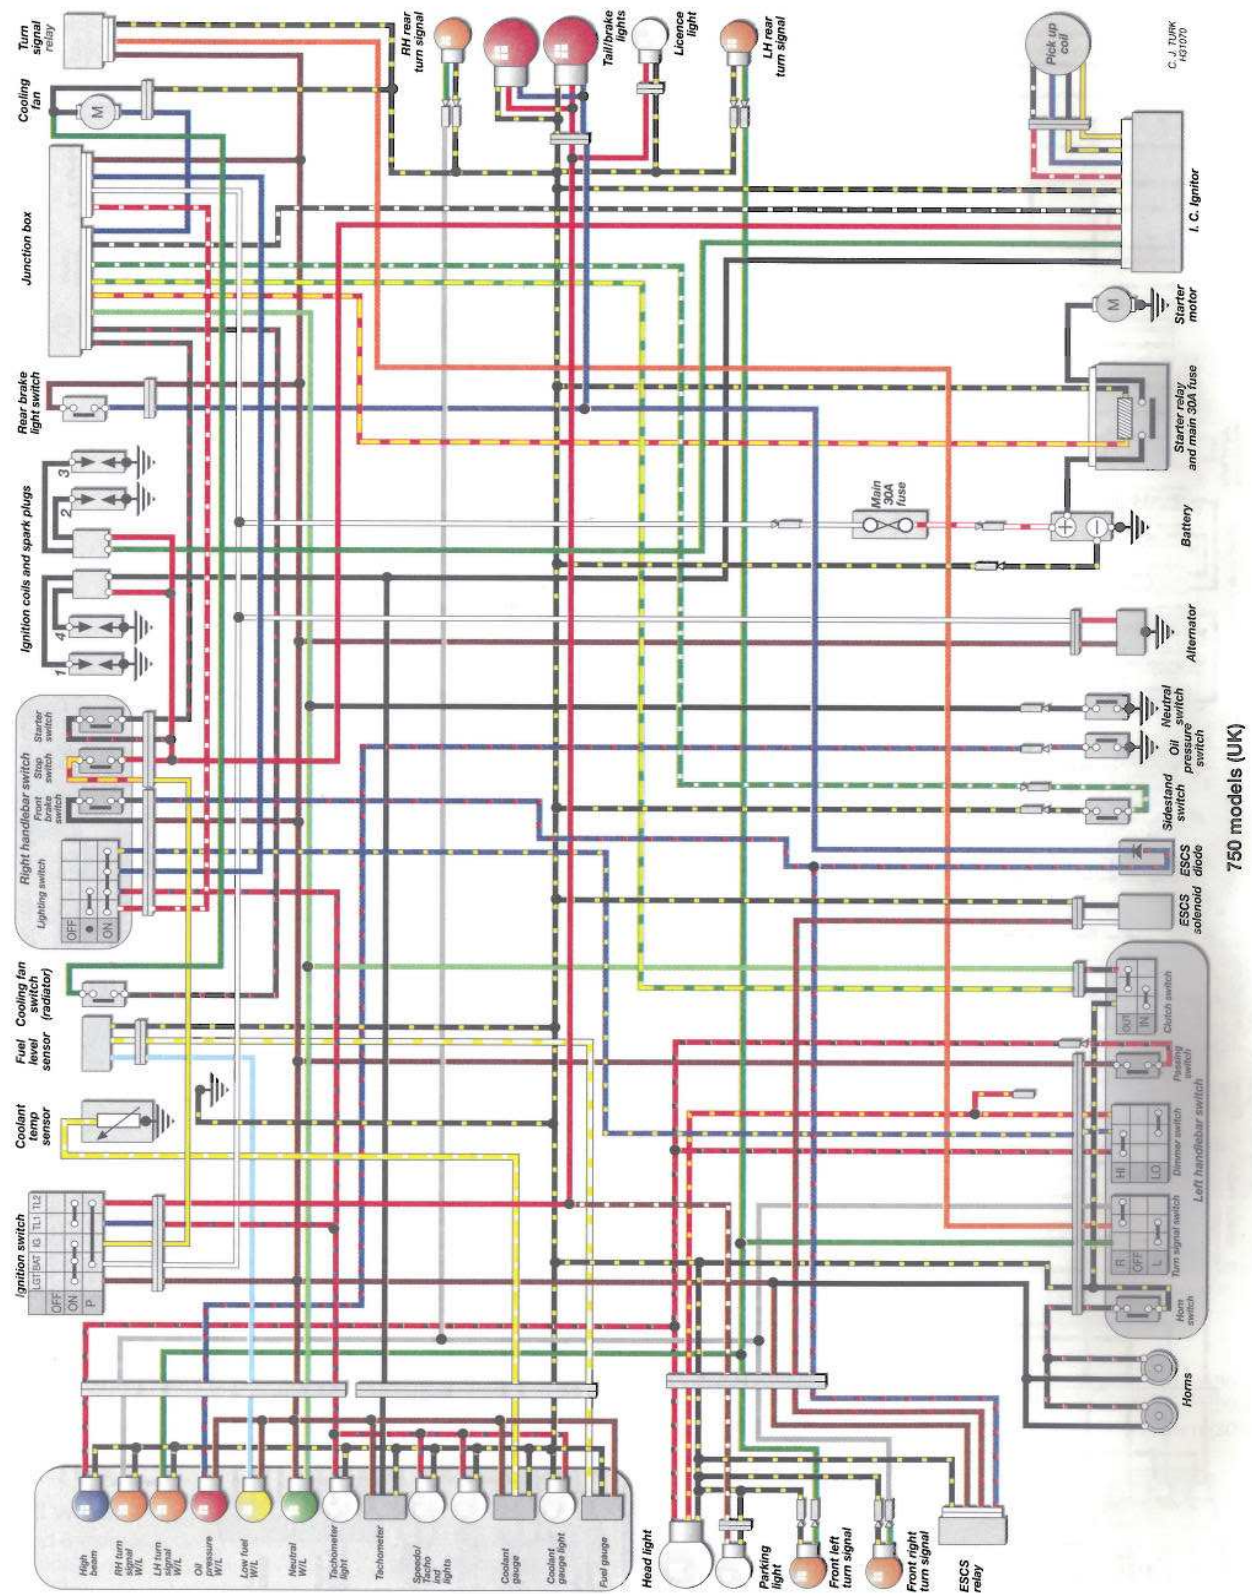 Turn
signal
relay
Cooling
fan
Junction box
Rear brake
light switch
Ignition coils and spark plugs
3
2
4
1
Right handlebar switch
Starter
switch
Stop
switch
Front
brake
switch
Lighting switch
OFF
ON
Cooling fan
switch
(radiator)
Fuel
level
sensor
Coolant
temp
sensor
Ignition switch
LGT
BAT
IG
TL1
TL2
OFF
ON
P
M
RH rear
turn signal
Tail/brake
lights
Licence
light
LH rear
turn signal
Pick up
coil
C. J. TURK
H31070
I. C. Ignitor
M
Starter
motor
Starter relay
and main 30A fuse
Main
30A
fuse
+
−
Battery
Alternator
Neutral
switch
Oil
pressure
switch
Sidestand
switch
ESCS
diode
ESCS
solenoid
OUT
IN
Clutch switch
Passing
switch
HI
LO
Dimmer switch
R
OFF
L
Turn signal switch
Horn
switch
Left handlebar switch
Horns
High
beam
RH turn
signal
W/L
LH turn
signal
W/L
Oil
pressure
W/L
Low fuel
W/L
Neutral
W/L
Tachometer
light
Tachometer
Speedo/
Tacho
ind
lights
Coolant
gauge
Coolant
gauge light
Fuel gauge
Head light
Parking
light
Front left
turn signal
Front right
turn signal
ESCS
relay
750 models (UK)